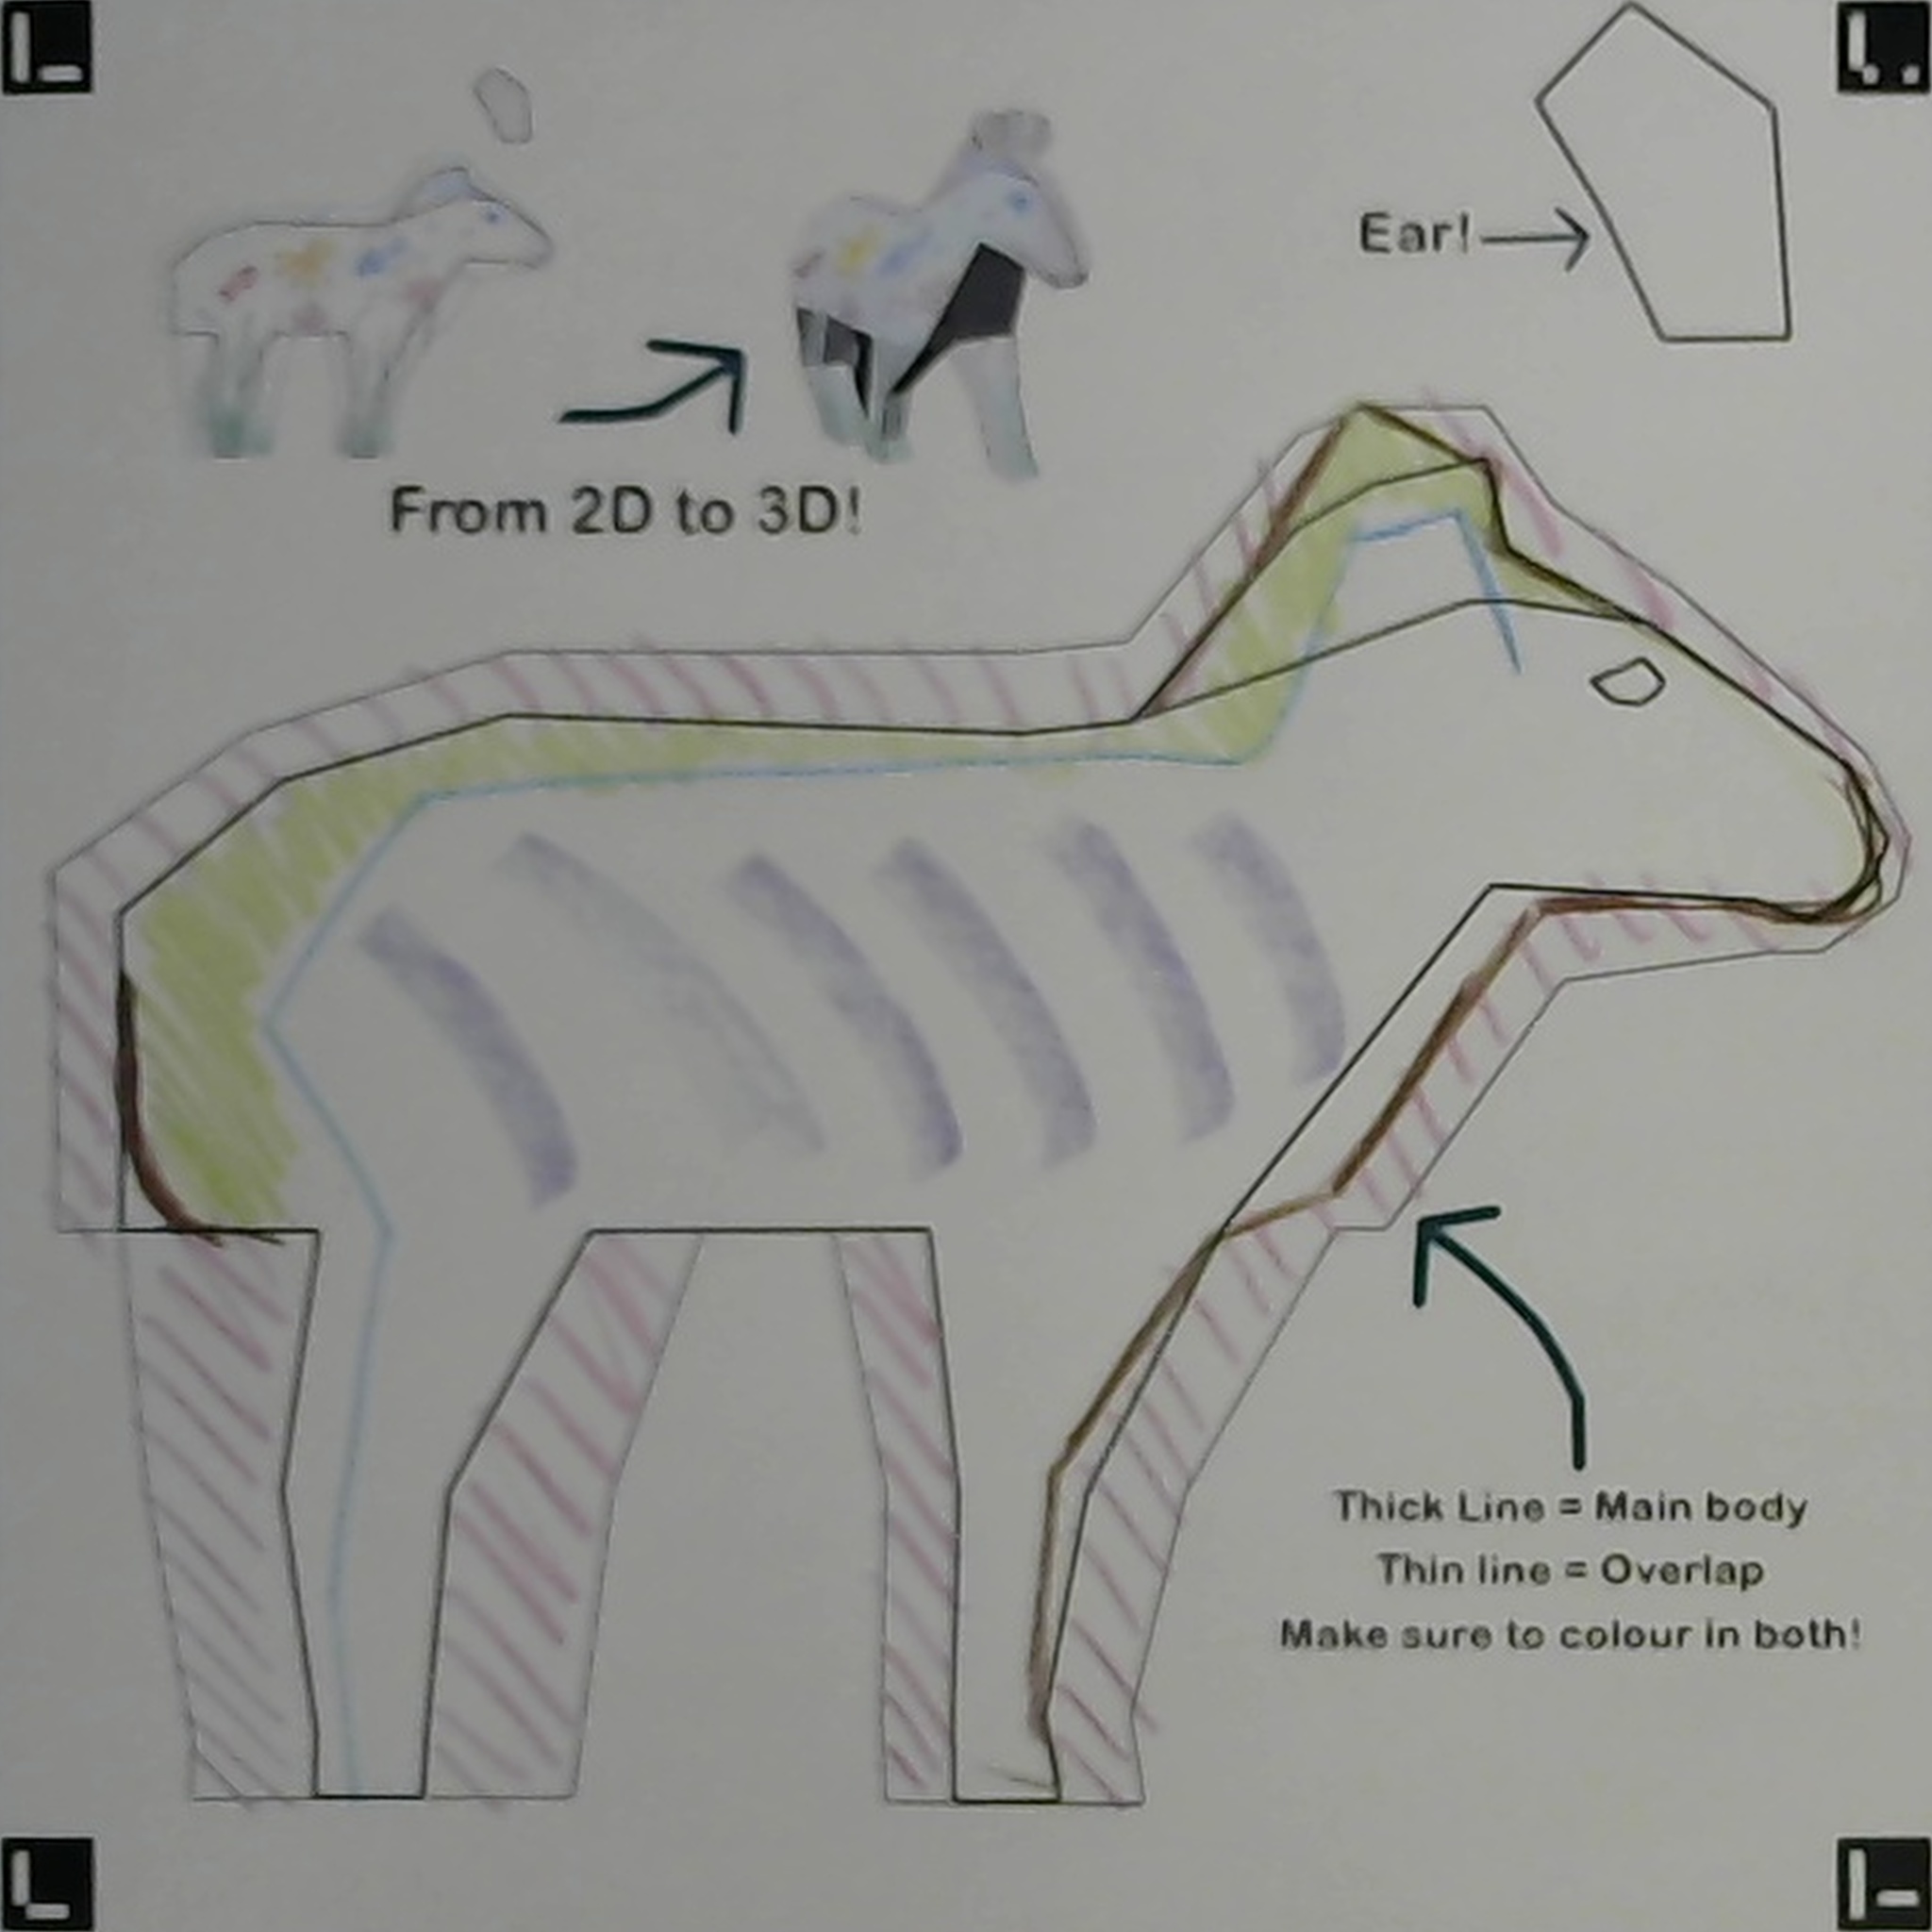 Ear!
From 2D to 3D!
Thick Line = Main body
Thin line = Overlap
Make sure to colour in both!